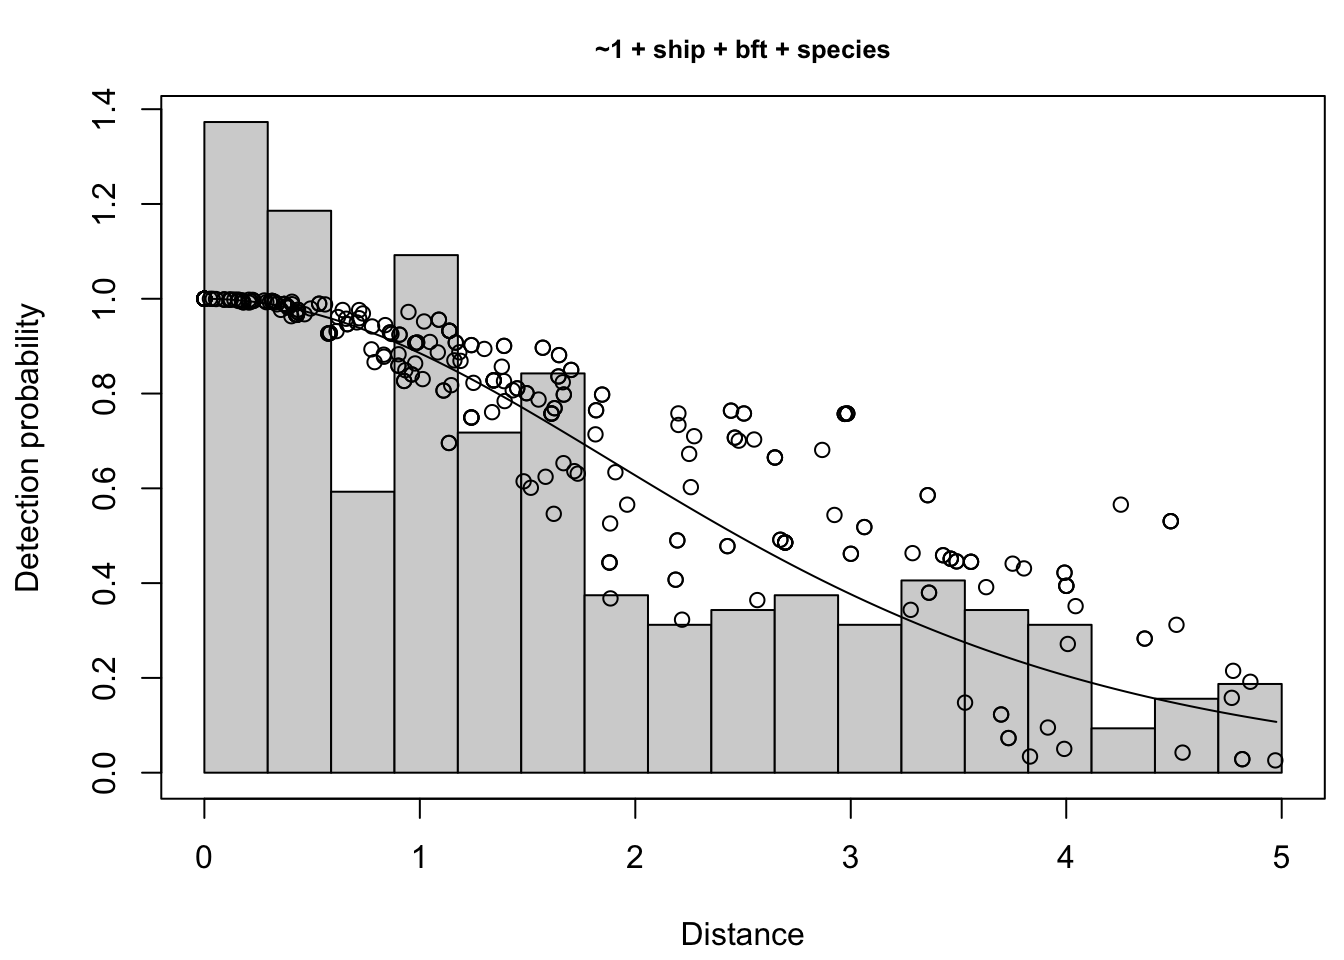 ~1 + ship + bft + species
Detection probability
1.4
1.2
1.0
0.8
0.6
0.4
0.2
0.0
0 1 2 3 4 5
Distance